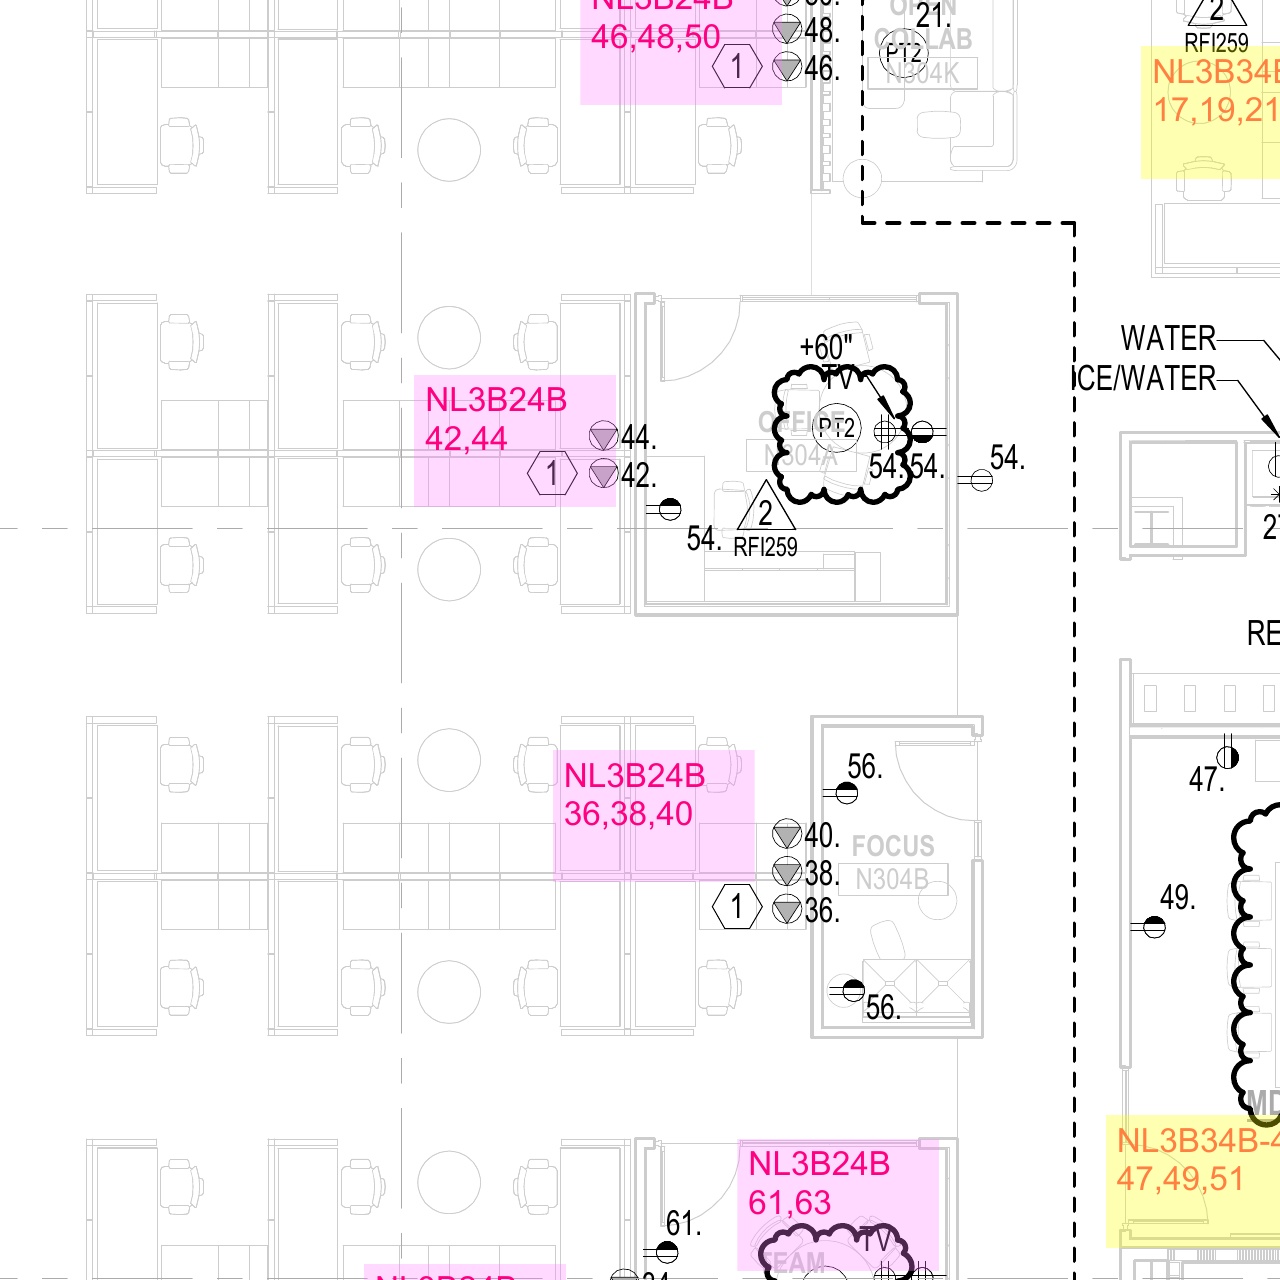 NL3B24B
46,48,50
48.
46.
1
OPEN
COLLAB
N304K
21.
PT2
2
RFI259
NL3B34B
17,19,21
WATER
ICE/WATER
+60"
TV
OFFICE
N304A
PT2
54.
54.
54.
54.
2
RFI259
NL3B24B
42,44
44.
42.
1
NL3B24B
36,38,40
40.
38.
36.
1
56.
FOCUS
N304B
56.
47.
49.
NL3B34B-4
47,49,51
NL3B24B
61,63
61.
TV
TEAM